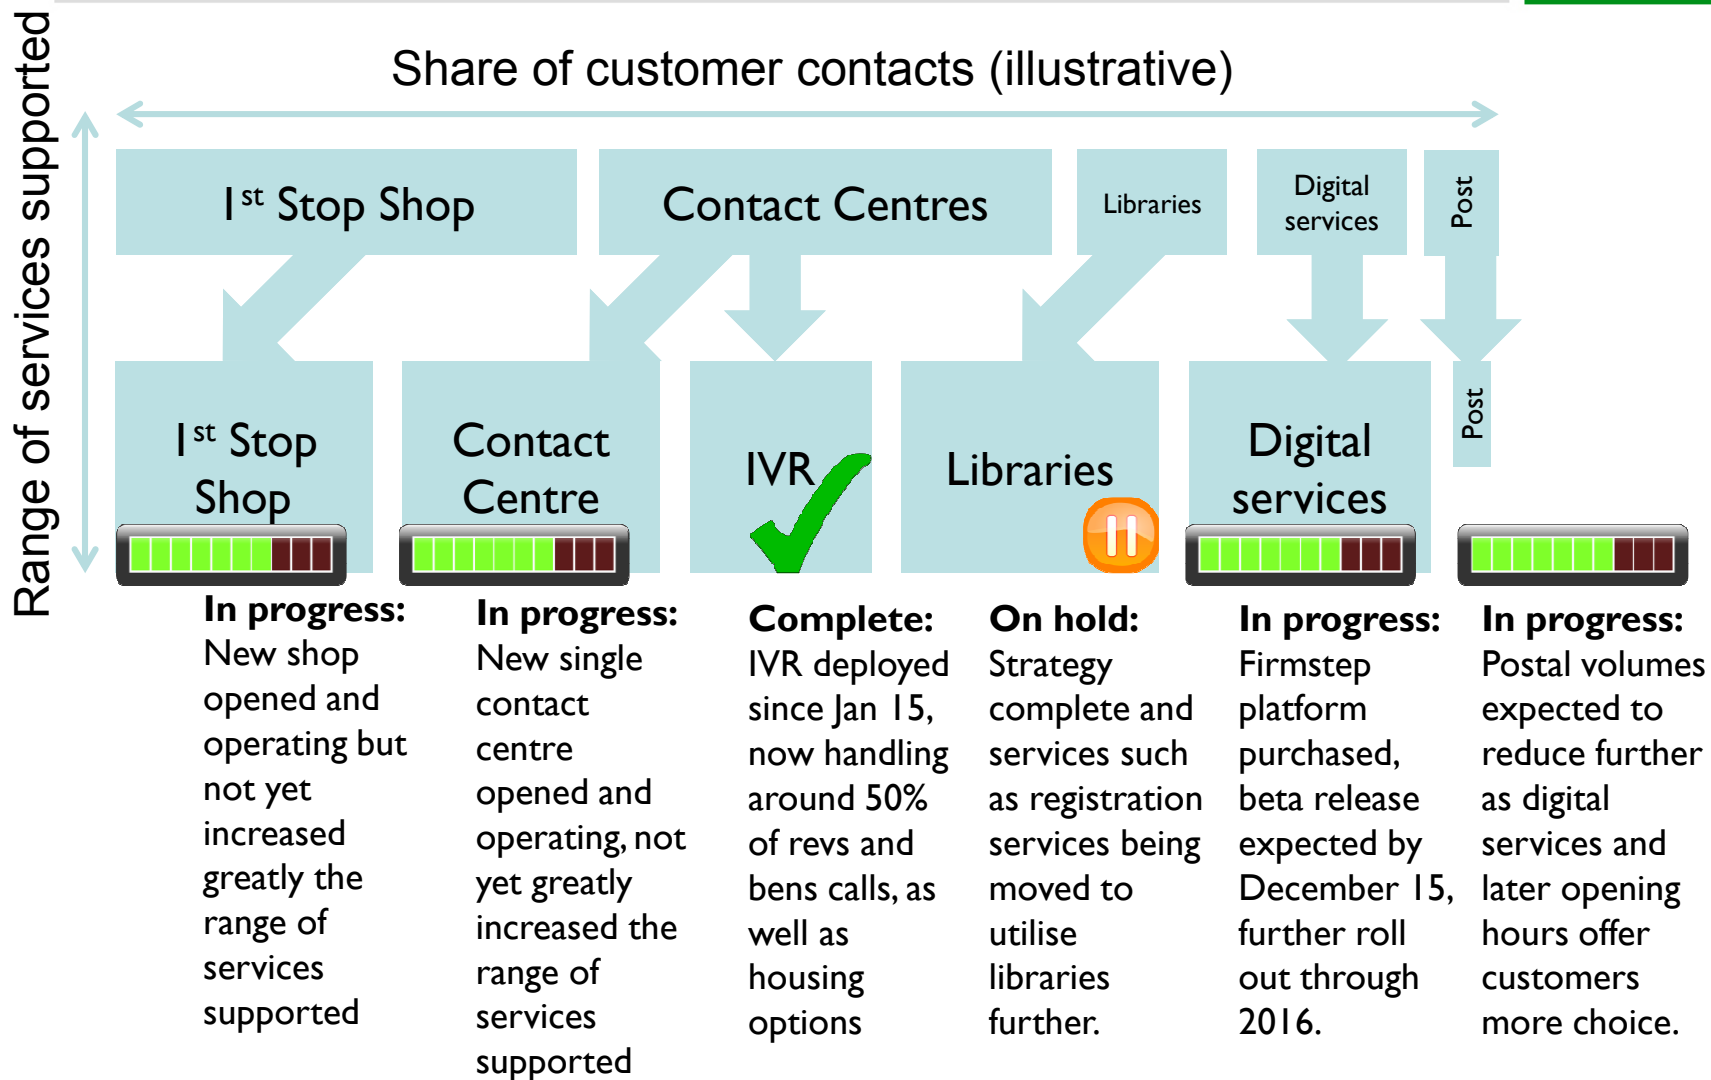 Share of customer contacts (illustrative)
Range of services supported
1st Stop Shop
Contact Centres
Libraries
Digital
services
Post
1st Stop
Shop
Contact
Centre
IVR
Libraries
Digital
services
Post
In progress:
New shop
opened and
operating but
not yet
increased
greatly the
range of
services
supported
In progress:
New single
contact
centre
opened and
operating, not
yet greatly
increased the
range of
services
supported
Complete:
IVR deployed
since Jan 15,
now handling
around 50%
of revs and
bens calls, as
well as
housing
options
On hold:
Strategy
complete and
services such
as registration
services being
moved to
utilise
libraries
further.
In progress:
Firmstep
platform
purchased,
beta release
expected by
December 15,
further roll
out through
2016.
In progress:
Postal volumes
expected to
reduce further
as digital
services and
later opening
hours offer
customers
more choice.